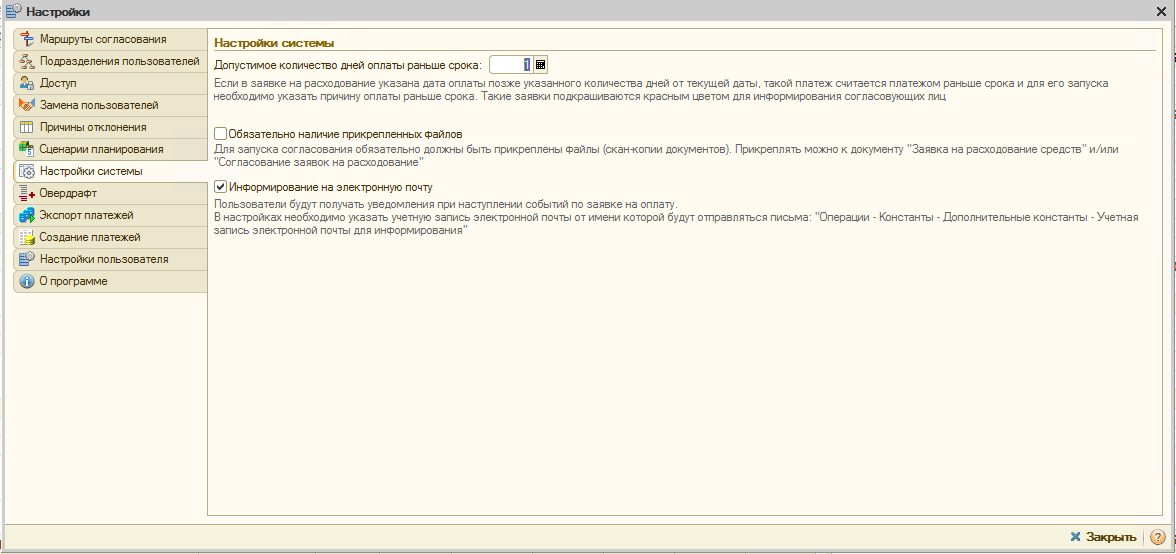 Настройки
Маршруты согласования
Подразделения пользователей
Доступ
Замена пользователей
Причины отклонения
Сценарии планирования
Настройки системы
Овердрафт
Экспорт платежей
Создание платежей
Настройки пользователя
О программе
Настройки системы
Допустимое количество дней оплаты раньше срока: 1
Если в заявке на расходование указана дата оплаты позже указанного количества дней от текущей даты, такой платеж считается платежом раньше срока и для его запуска
необходимо указать причину оплаты раньше срока. Такие заявки подкрашиваются красным цветом для информирования согласовующих лиц
Обязательно наличие прикрепленных файлов
Для запуска согласования обязательно должны быть прикреплены файлы (скан-копии документов). Прикреплять можно к документу "Заявка на расходование средств" и/или
"Согласование заявок на расходование"
Информирование на электронную почту
Пользователи будут получать уведомления при наступлении событий по заявке на оплату.
В настройках необходимо указать учетную запись электронной почты от имени которой будут отправляться письма: "Операции - Константы - Дополнительные константы - Учетная
запись электронной почты для информирования"
Закрыть
?